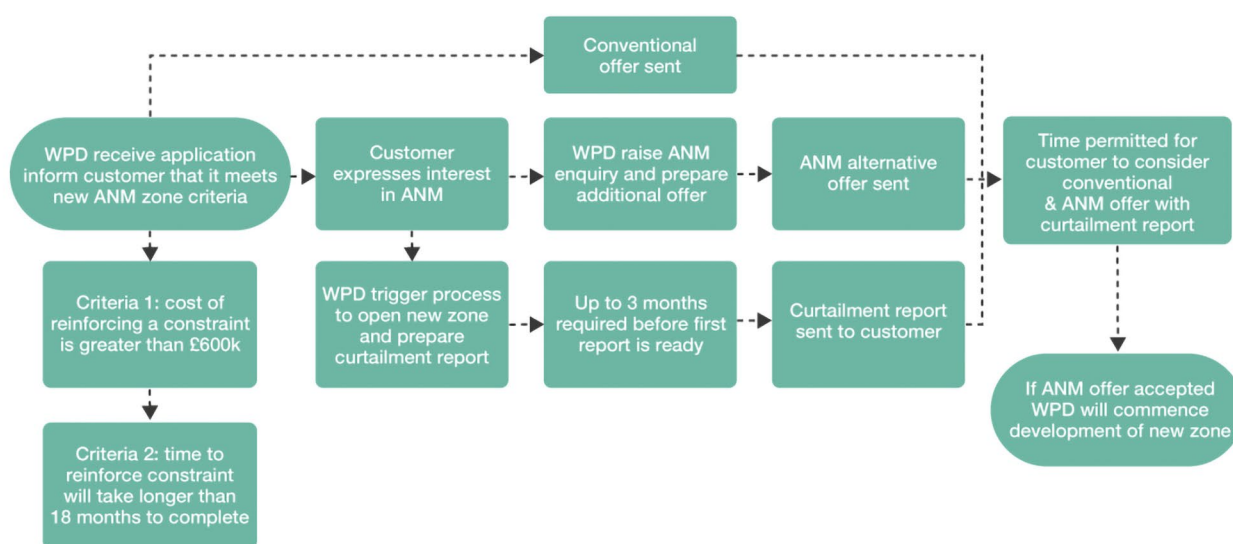 Conventional
offer sent
WPD receive application
inform customer that it meets
new ANM zone criteria
Customer
expresses interest
in ANM
WPD raise ANM
enquiry and prepare
additional offer
ANM alternative
offer sent
Time permitted for
customer to consider
conventional
& ANM offer with
curtailment report
Criteria 1: cost of
reinforcing a constraint
is greater than £600k
WPD trigger process
to open new zone
and prepare
curtailment report
Up to 3 months
required before first
report is ready
Curtailment report
sent to customer
If ANM offer accepted
WPD will commence
development of new zone
Criteria 2: time to
reinforce constraint
will take longer than
18 months to complete